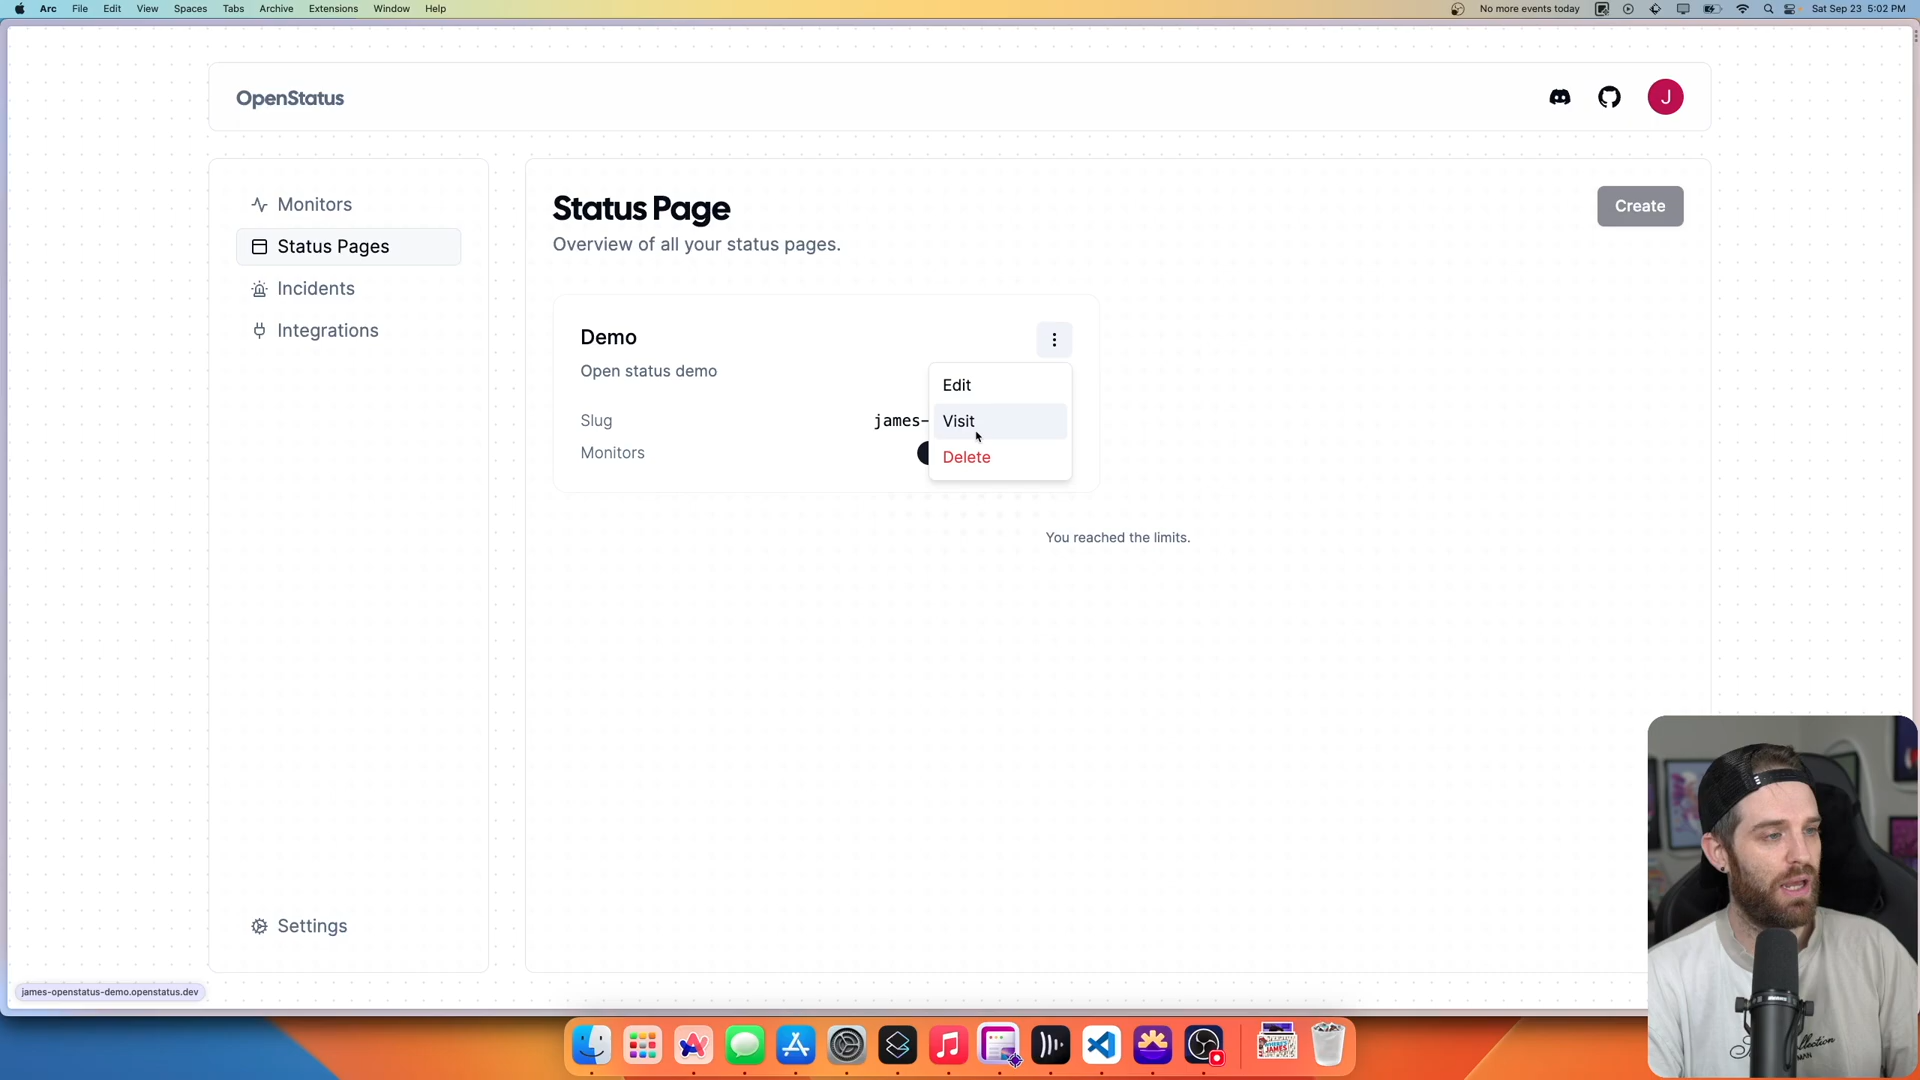 Arc File Edit View Spaces Tabs Archive Extensions Window Help
No more events today
Sat Sep 23 5:02 PM
OpenStatus
J
Monitors
Status Pages
Incidents
Integrations
Settings
Status Page
Overview of all your status pages.
Create
Demo
Open status demo
Slug
james-
Monitors
Edit
Visit
Delete
You reached the limits.
james-openstatus-demo.openstatus.dev